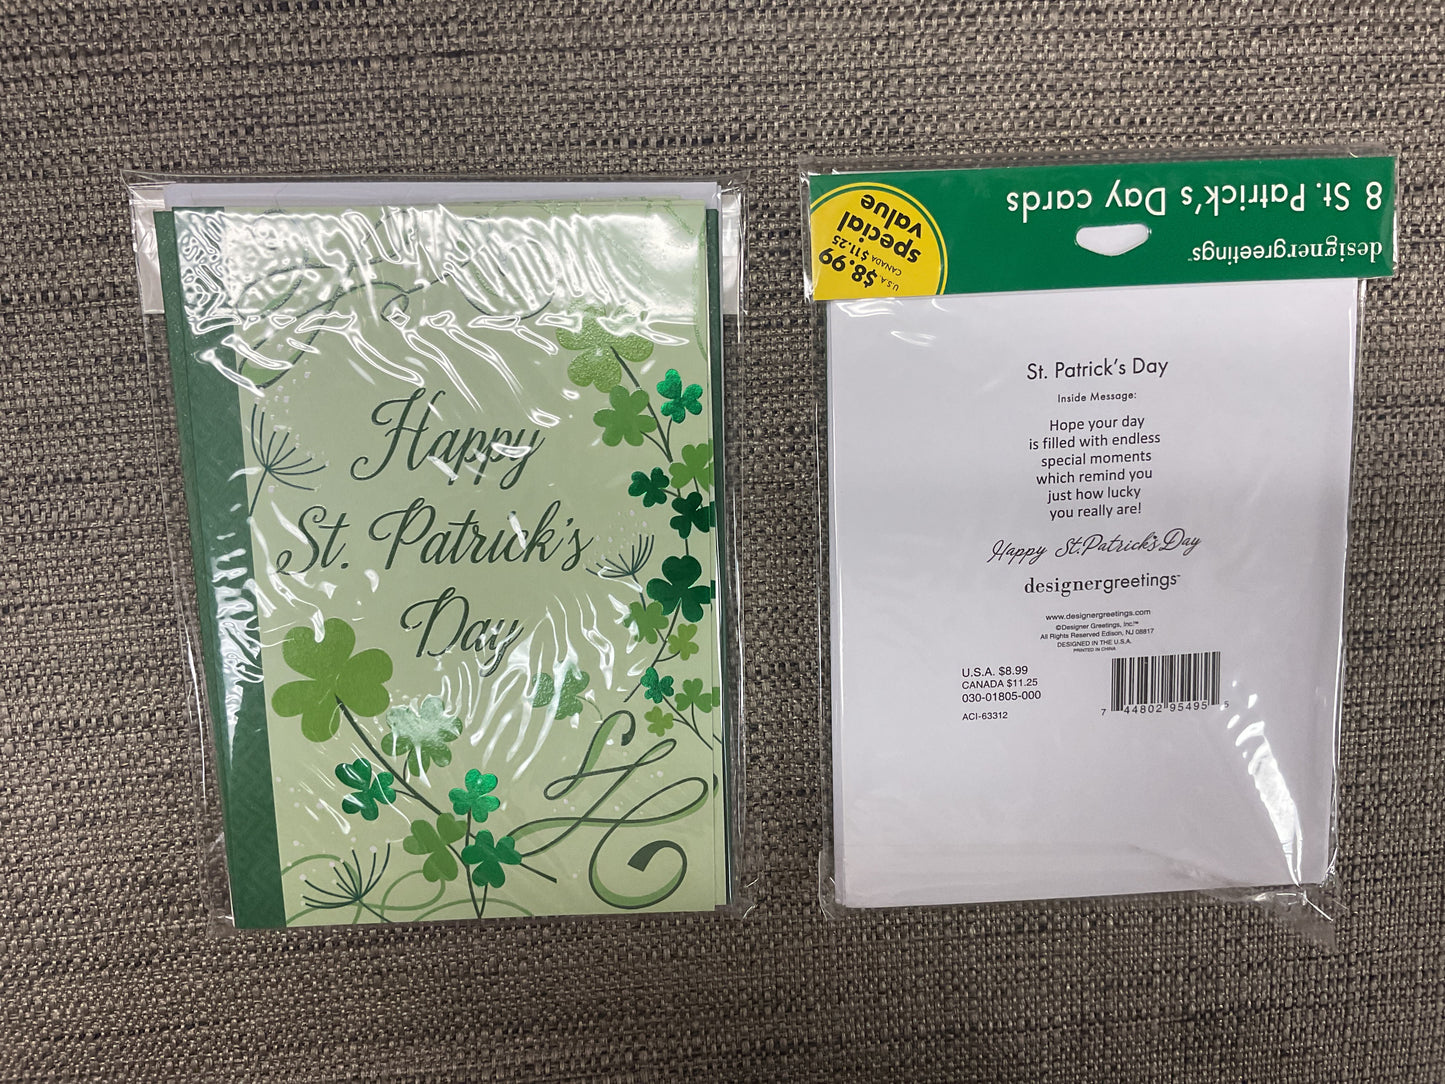 Happy
St. Patrick's
Day
8 St. Patrick's Day cards
designergreetings™
U.S.A. $8.99
CANADA $11.25
special
value
St. Patrick's Day
Inside Message:
Hope your day
is filled with endless
special moments
which remind you
just how lucky
you really are!
Happy St. Patrick's Day
designergreetings™
www.designergreetings.com
©Designer Greetings, Inc.™
All Rights Reserved Edison, NJ 08817
DESIGNED IN THE U.S.A.
PRINTED IN CHINA
U.S.A. $8.99
CANADA $11.25
030-01805-000
ACI-63312
7 44802 95495 5